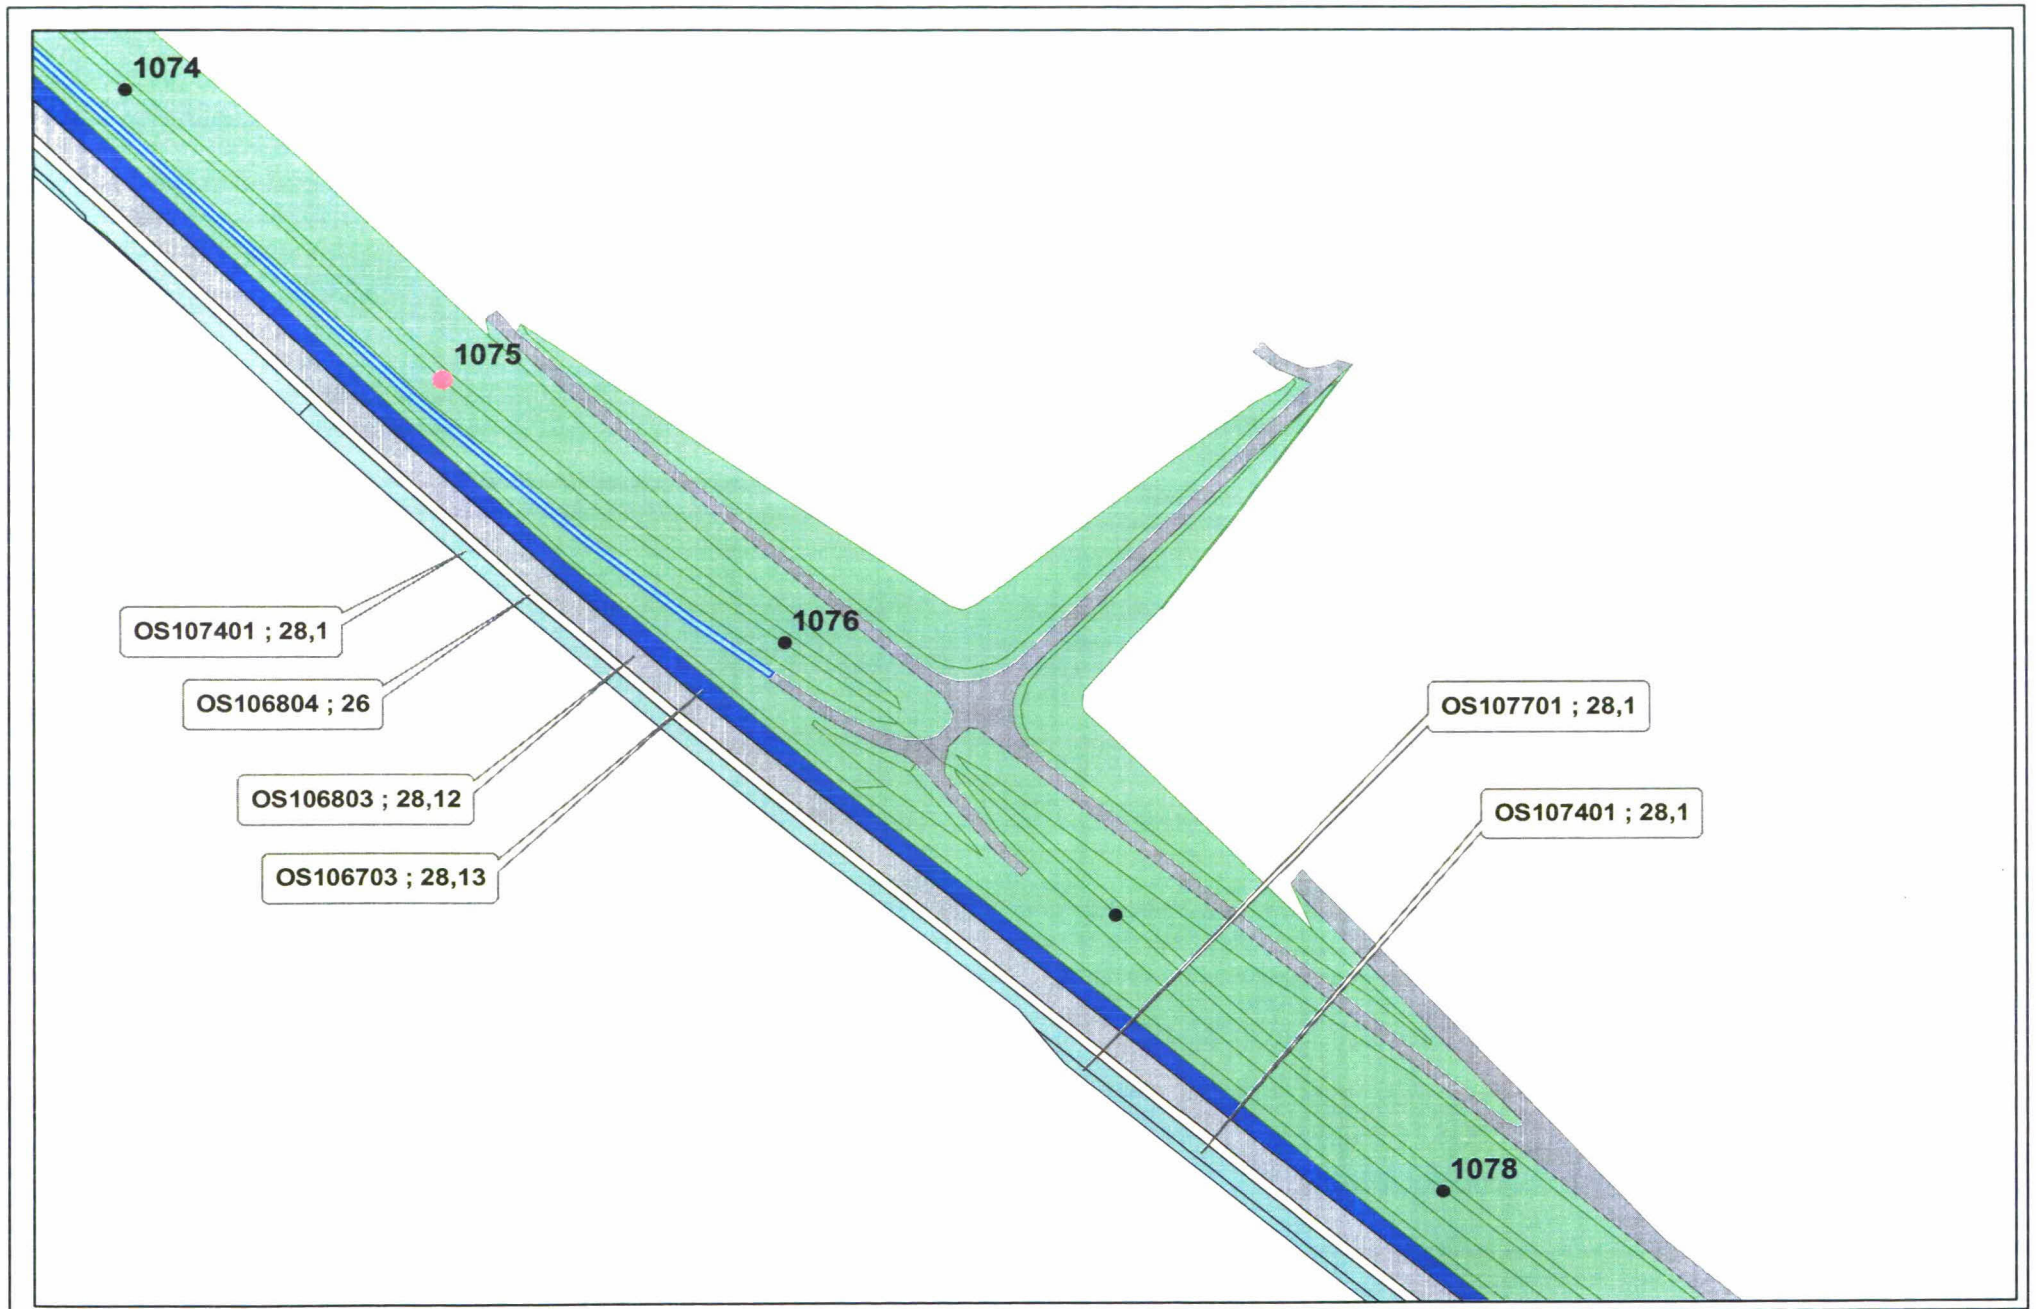 1074
1075
1076
OS107401 ; 28,1
OS106804 ; 26
OS107701 ; 28,1
OS106803 ; 28,12
OS107401 ; 28,1
OS106703 ; 28,13
1078